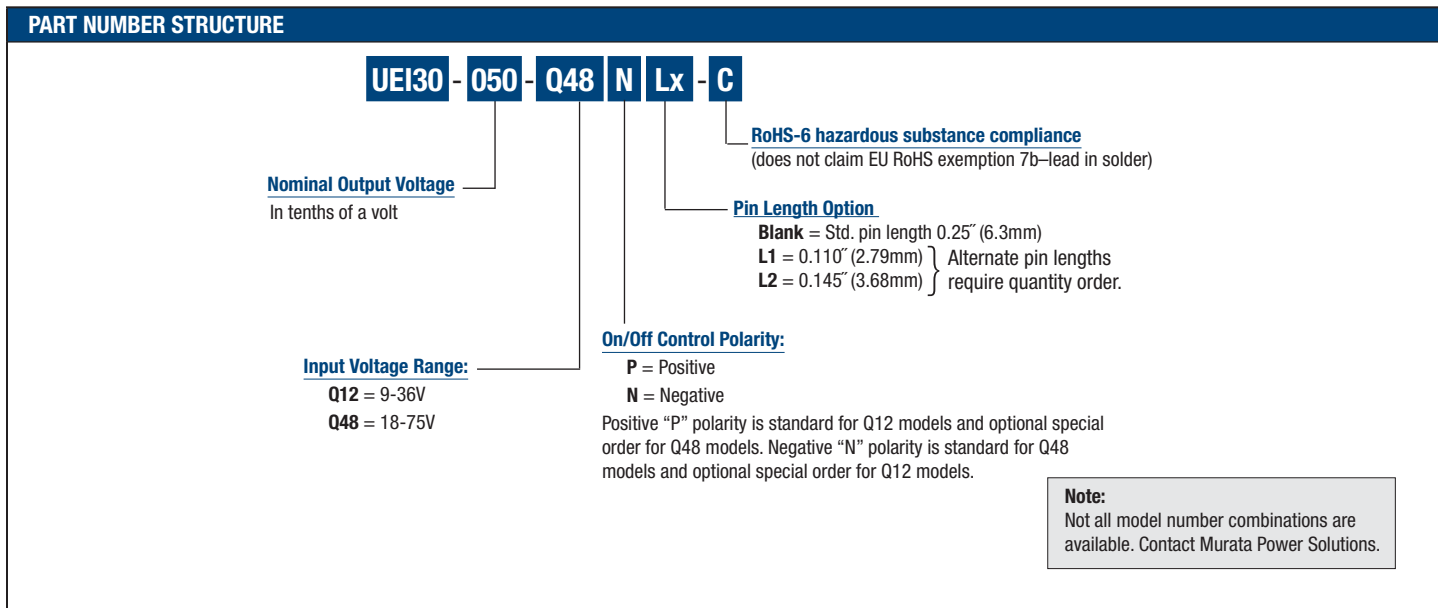 PART NUMBER STRUCTURE
UEI30 - 050 - Q48 N Lx - C
RoHS-6 hazardous substance compliance
(does not claim EU RoHS exemption 7b–lead in solder)
Nominal Output Voltage
In tenths of a volt
Pin Length Option
Blank = Std. pin length 0.25˝ (6.3mm)
L1 = 0.110˝ (2.79mm)
L2 = 0.145˝ (3.68mm)
Alternate pin lengths
require quantity order.
On/Off Control Polarity:
P = Positive
N = Negative
Positive “P” polarity is standard for Q12 models and optional special
order for Q48 models. Negative “N” polarity is standard for Q48
models and optional special order for Q12 models.
Input Voltage Range:
Q12 = 9-36V
Q48 = 18-75V
Note:
Not all model number combinations are
available. Contact Murata Power Solutions.